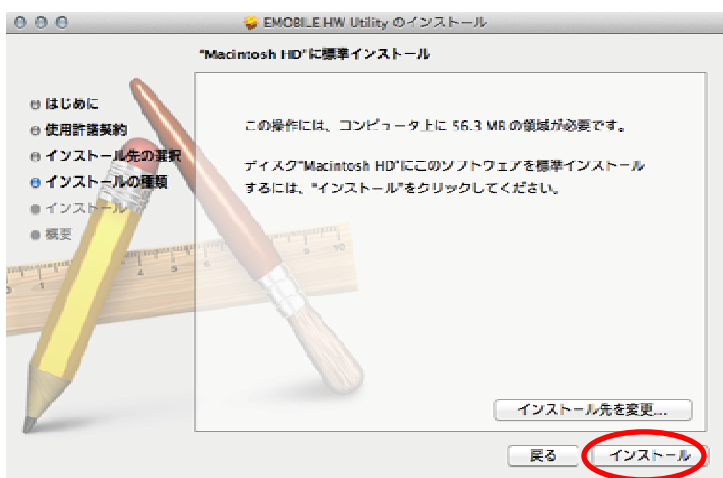 EMOBILE HW Utility のインストール
"Macintosh HD"に標準インストール
はじめに
使用許諾契約
インストール先の選択
インストールの種類
インストール
概要
この操作には、コンピュータ上に 56.3 MB の領域が必要です。
ディスク"Macintosh HD"にこのソフトウェアを標準インストール
するには、"インストール"をクリックしてください。
インストール先を変更...
戻る
インストール